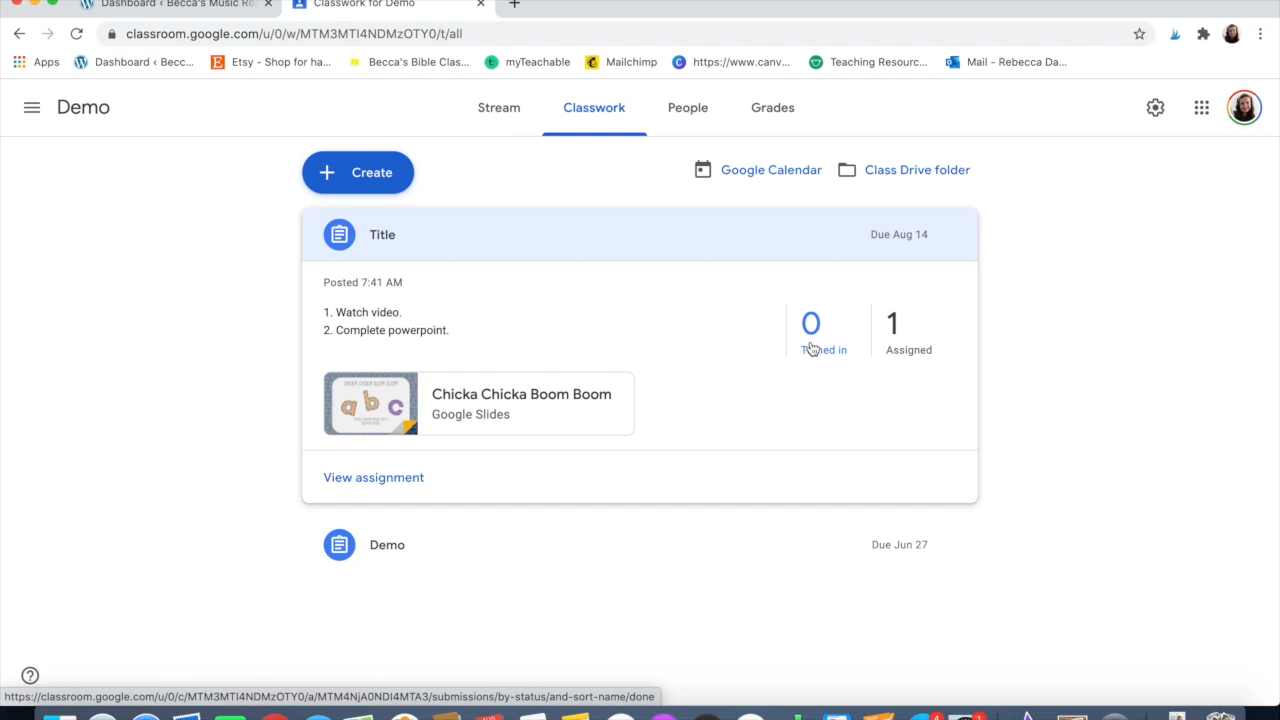 Dashboard ‹ Becca's Music Ro
Classwork for Demo
classroom.google.com/u/0/w/MTM3MTI4NDMzOTY0/t/all
Apps
Dashboard ‹ Becc...
Etsy - Shop for ha...
Becca's Bible Clas...
myTeachable
Mailchimp
https://www.canv...
Teaching Resourc...
Mail - Rebecca Da...
Demo
Stream
Classwork
People
Grades
Create
Google Calendar
Class Drive folder
Title
Due Aug 14
Posted 7:41 AM
1. Watch video.
2. Complete powerpoint.
0
Turned in
1
Assigned
abc
Chicka Chicka Boom Boom
Google Slides
View assignment
Demo
Due Jun 27
https://classroom.google.com/u/0/c/MTM3MTI4NDMzOTY0/a/MTM4NjA0NDI4MTA3/submissions/by-status/and-sort-name/done